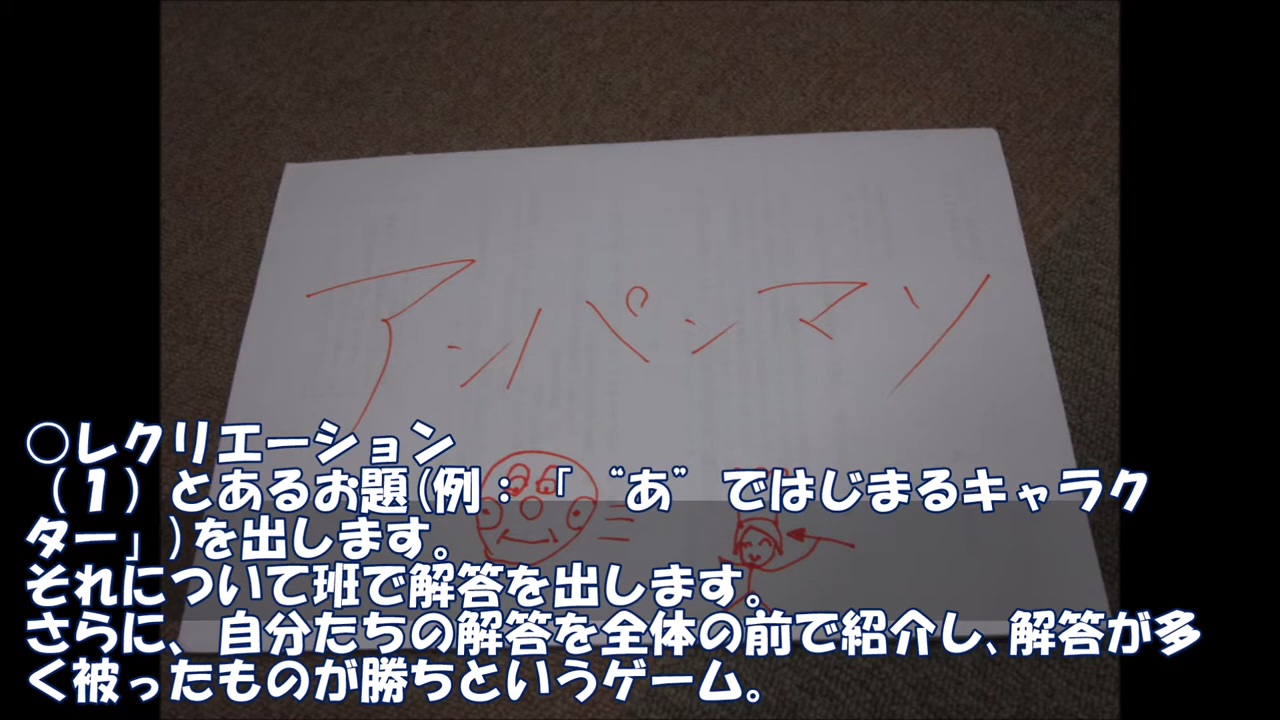 アンパンマン
○レクリエーション
（１）とあるお題(例：「“あ”ではじまるキャラク
ター」)を出します。
それについて班で解答を出します。
さらに、自分たちの解答を全体の前で紹介し、解答が多
く被ったものが勝ちというゲーム。